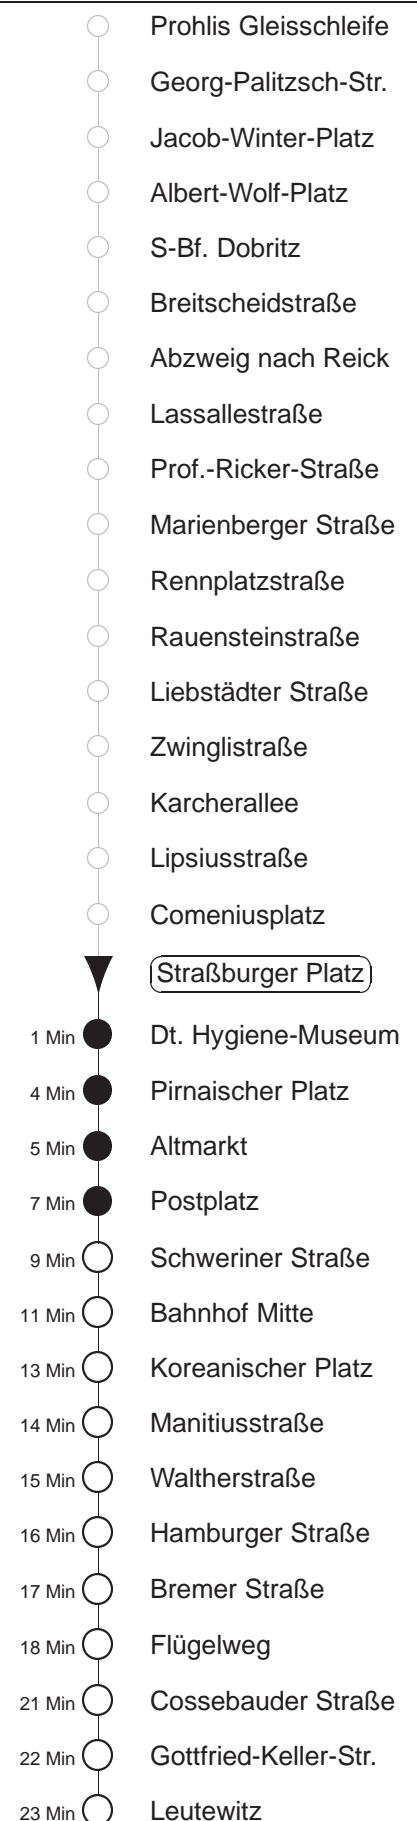 Prohlis Gleisschleife
Georg-Palitzsch-Str.
Jacob-Winter-Platz
Albert-Wolf-Platz
S-Bf. Dobritz
Breitscheidstraße
Abzweig nach Reick
Lassallestraße
Prof.-Ricker-Straße
Marienberger Straße
Rennplatzstraße
Rauensteinstraße
Liebstädter Straße
Zwinglistraße
Karcherallee
Lipsiusstraße
Comeniusplatz
Straßburger Platz
1 Min Dt. Hygiene-Museum
4 Min Pirnaischer Platz
5 Min Altmarkt
7 Min Postplatz
9 Min Schweriner Straße
11 Min Bahnhof Mitte
13 Min Koreanischer Platz
14 Min Manitiusstraße
15 Min Waltherstraße
16 Min Hamburger Straße
17 Min Bremer Straße
18 Min Flügelweg
21 Min Cossebauder Straße
22 Min Gottfried-Keller-Str.
23 Min Leutewitz